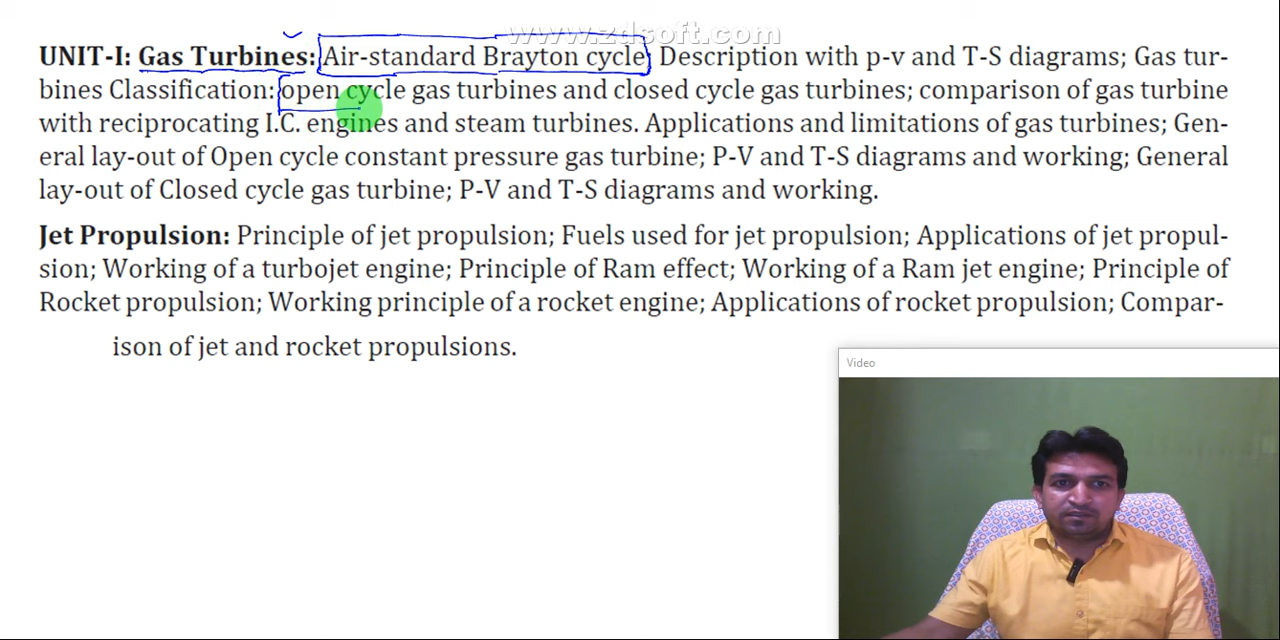 www.zdsoft.com
UNIT-I: Gas Turbines: Air-standard Brayton cycle; Description with p-v and T-S diagrams; Gas tur-
bines Classification: open cycle gas turbines and closed cycle gas turbines; comparison of gas turbine
with reciprocating I.C. engines and steam turbines. Applications and limitations of gas turbines; Gen-
eral lay-out of Open cycle constant pressure gas turbine; P-V and T-S diagrams and working; General
lay-out of Closed cycle gas turbine; P-V and T-S diagrams and working.
Jet Propulsion: Principle of jet propulsion; Fuels used for jet propulsion; Applications of jet propul-
sion; Working of a turbojet engine; Principle of Ram effect; Working of a Ram jet engine; Principle of
Rocket propulsion; Working principle of a rocket engine; Applications of rocket propulsion; Compar-
ison of jet and rocket propulsions.
Video